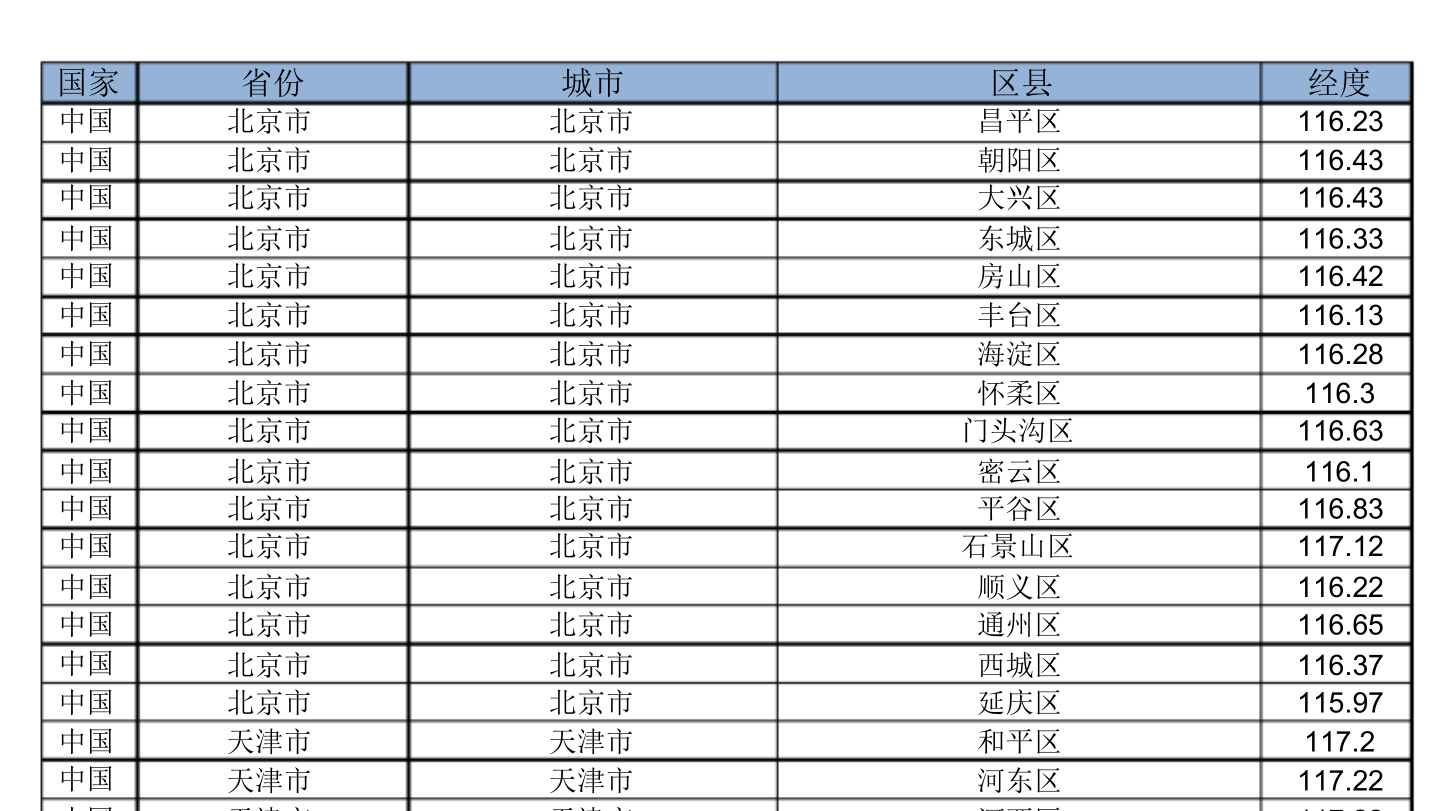 国家 省份 城市 区县 经度
中国 北京市 北京市 昌平区 116.23
中国 北京市 北京市 朝阳区 116.43
中国 北京市 北京市 大兴区 116.43
中国 北京市 北京市 东城区 116.33
中国 北京市 北京市 房山区 116.42
中国 北京市 北京市 丰台区 116.13
中国 北京市 北京市 海淀区 116.28
中国 北京市 北京市 怀柔区 116.3
中国 北京市 北京市 门头沟区 116.63
中国 北京市 北京市 密云区 116.1
中国 北京市 北京市 平谷区 116.83
中国 北京市 北京市 石景山区 117.12
中国 北京市 北京市 顺义区 116.22
中国 北京市 北京市 通州区 116.65
中国 北京市 北京市 西城区 116.37
中国 北京市 北京市 延庆区 115.97
中国 天津市 天津市 和平区 117.2
中国 天津市 天津市 河东区 117.22